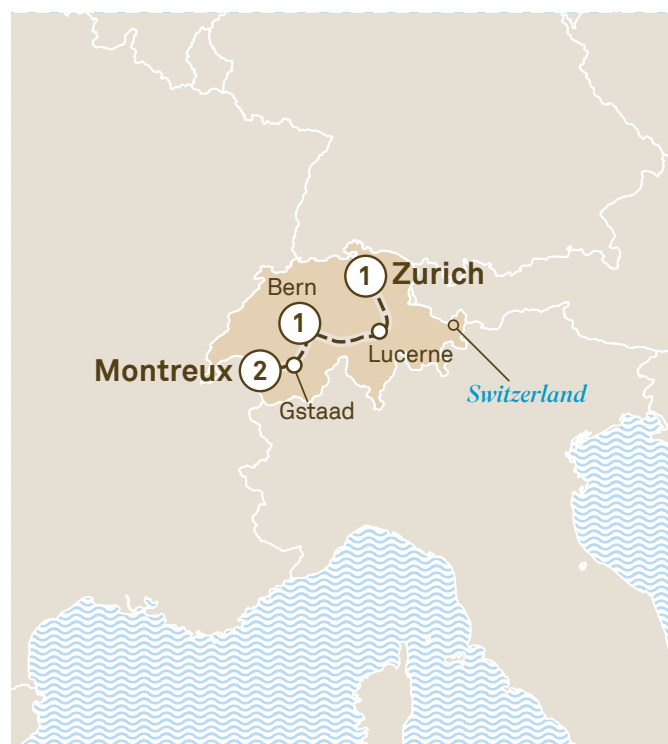 1 Zurich
Bern
1
Lucerne
Montreux 2
Switzerland
Gstaad